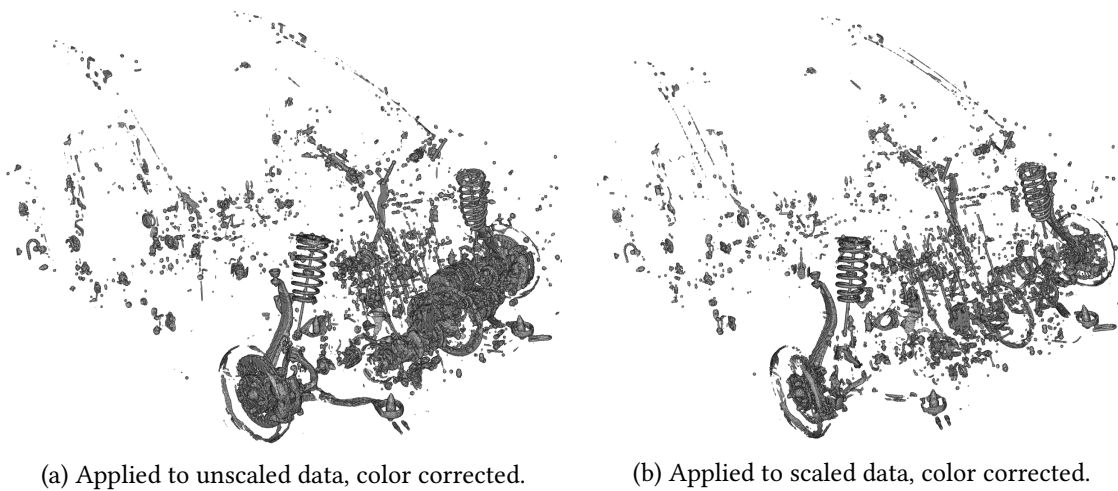 (a) Applied to unscaled data, color corrected.
(b) Applied to scaled data, color corrected.